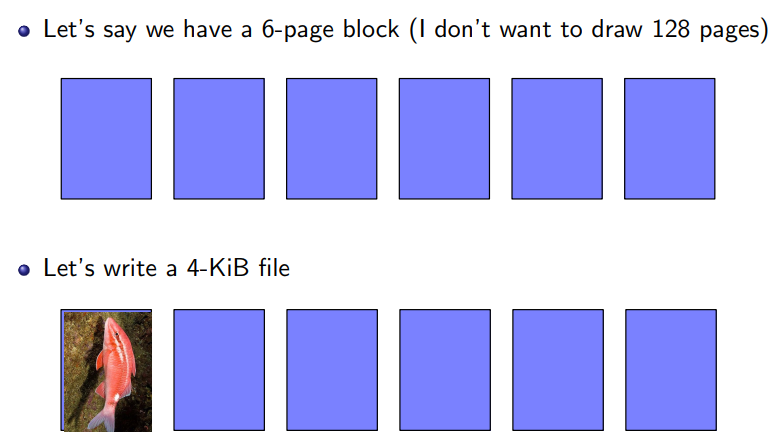 Let's say we have a 6-page block (I don't want to draw 128 pages)
Let's write a 4-KiB file